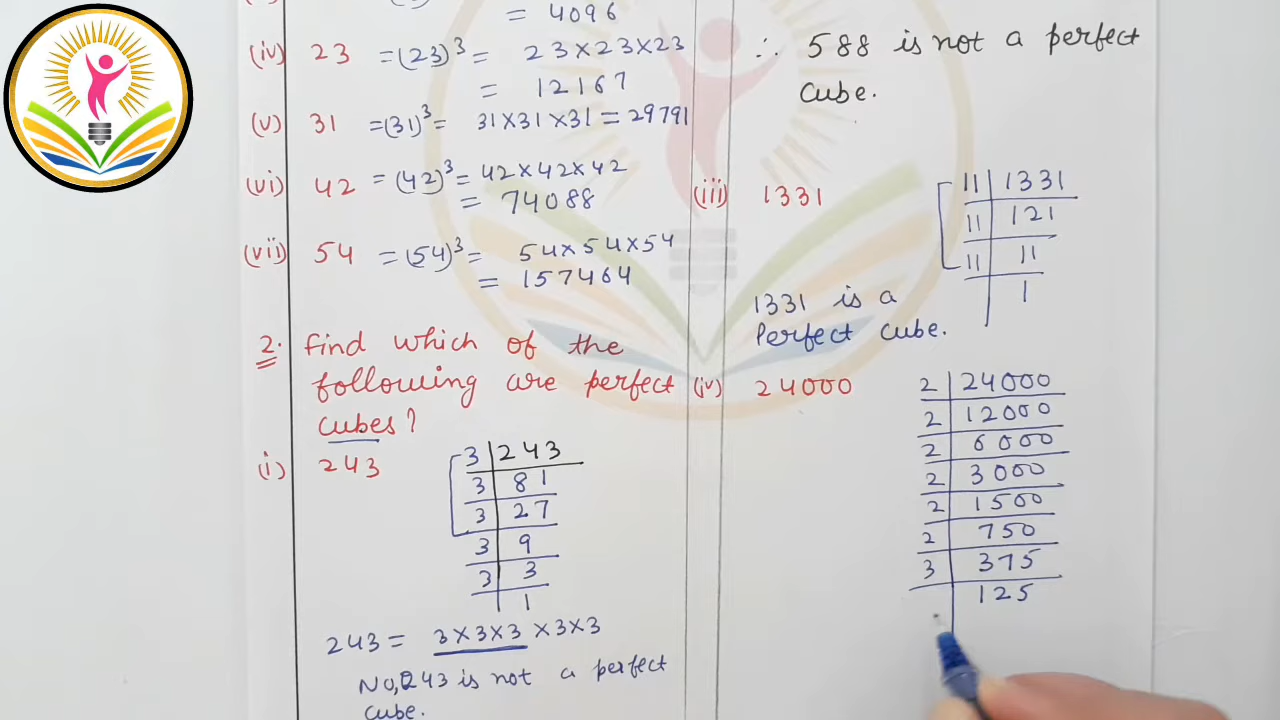 = 4096
(iv) 23 =(23)³= 23×23×23
= 12167
(v) 31 =(31)³= 31×31×31 = 29791
(vi) 42 =(42)³= 42×42×42
= 74088
(vii) 54 =(54)³= 54×54×54
= 157464
2. Find which of the
following are perfect
cubes?
(i) 243
3 | 243
3 | 81
3 | 27
3 | 9
3 | 3
| 1
243 = 3×3×3×3×3
No, 243 is not a perfect
cube.
∴ 588 is not a perfect
cube.
(iii) 1331
11 | 1331
11 | 121
11 | 11
| 1
1331 is a
Perfect cube.
(iv) 24000
2 | 24000
2 | 12000
2 | 6000
2 | 3000
2 | 1500
2 | 750
3 | 375
| 125